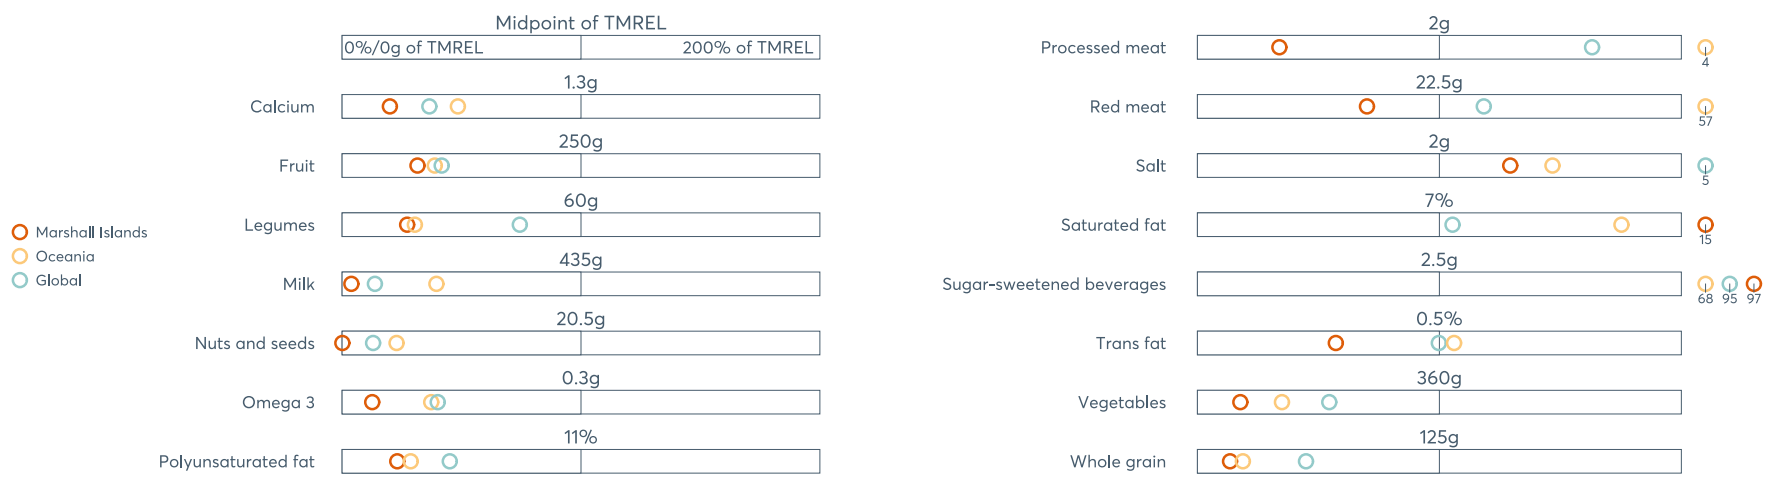 Midpoint of TMREL
0%/0g of TMREL
200% of TMREL
1.3g
Calcium
250g
Fruit
60g
Legumes
435g
Milk
20.5g
Nuts and seeds
0.3g
Omega 3
11%
Polyunsaturated fat
Marshall Islands
Oceania
Global
2g
Processed meat
4
22.5g
Red meat
57
2g
Salt
5
7%
Saturated fat
15
2.5g
Sugar-sweetened beverages
68 95 97
0.5%
Trans fat
360g
Vegetables
125g
Whole grain